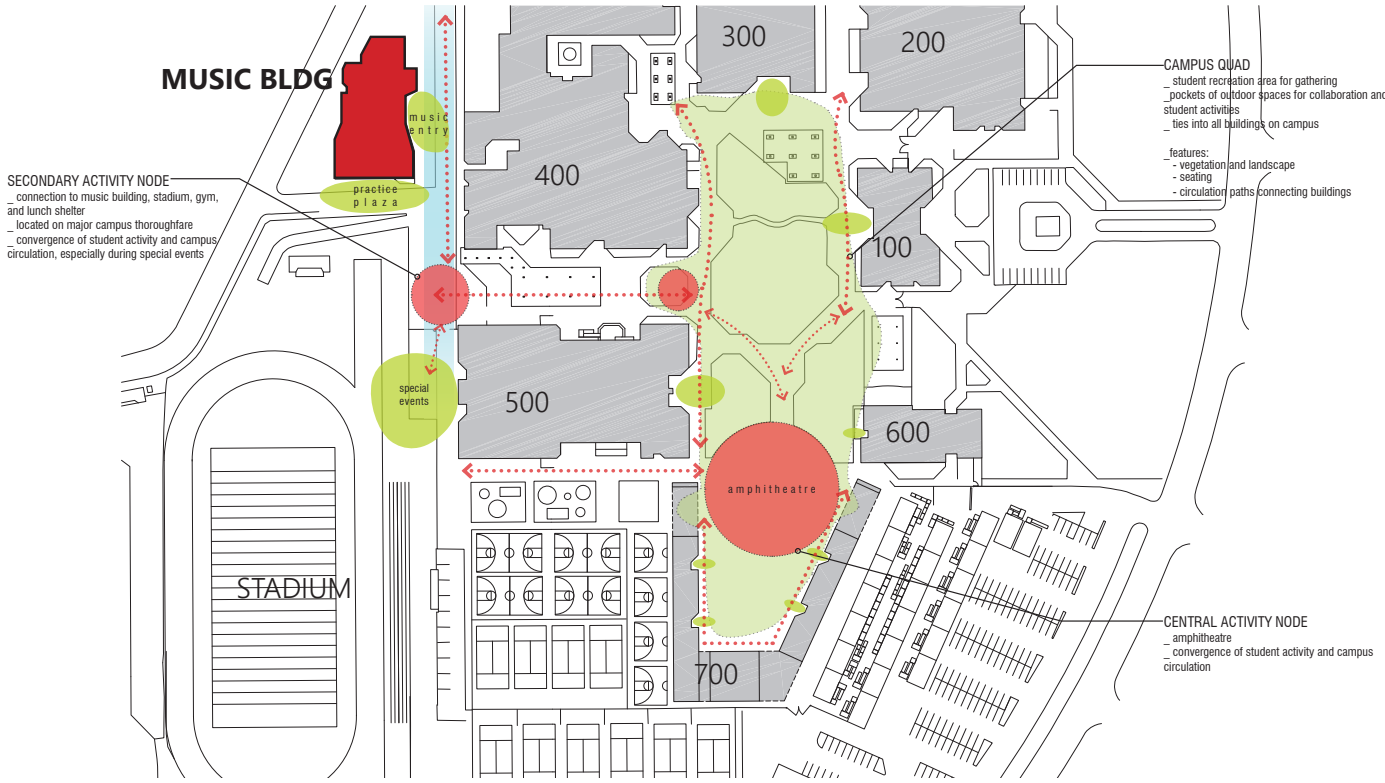 300
200
MUSIC BLDG
CAMPUS QUAD
_ student recreation area for gathering
_pockets of outdoor spaces for collaboration and
student activities
_ ties into all buildings on campus
_features:
- vegetation and landscape
- seating
- circulation paths connecting buildings
music
entry
400
SECONDARY ACTIVITY NODE
_ connection to music building, stadium, gym,
and lunch shelter
_ located on major campus thoroughfare
_ convergence of student activity and campus
circulation, especially during special events
practice
plaza
100
special
events
500
600
amphitheatre
STADIUM
CENTRAL ACTIVITY NODE
_ amphitheatre
_ convergence of student activity and campus
circulation
700